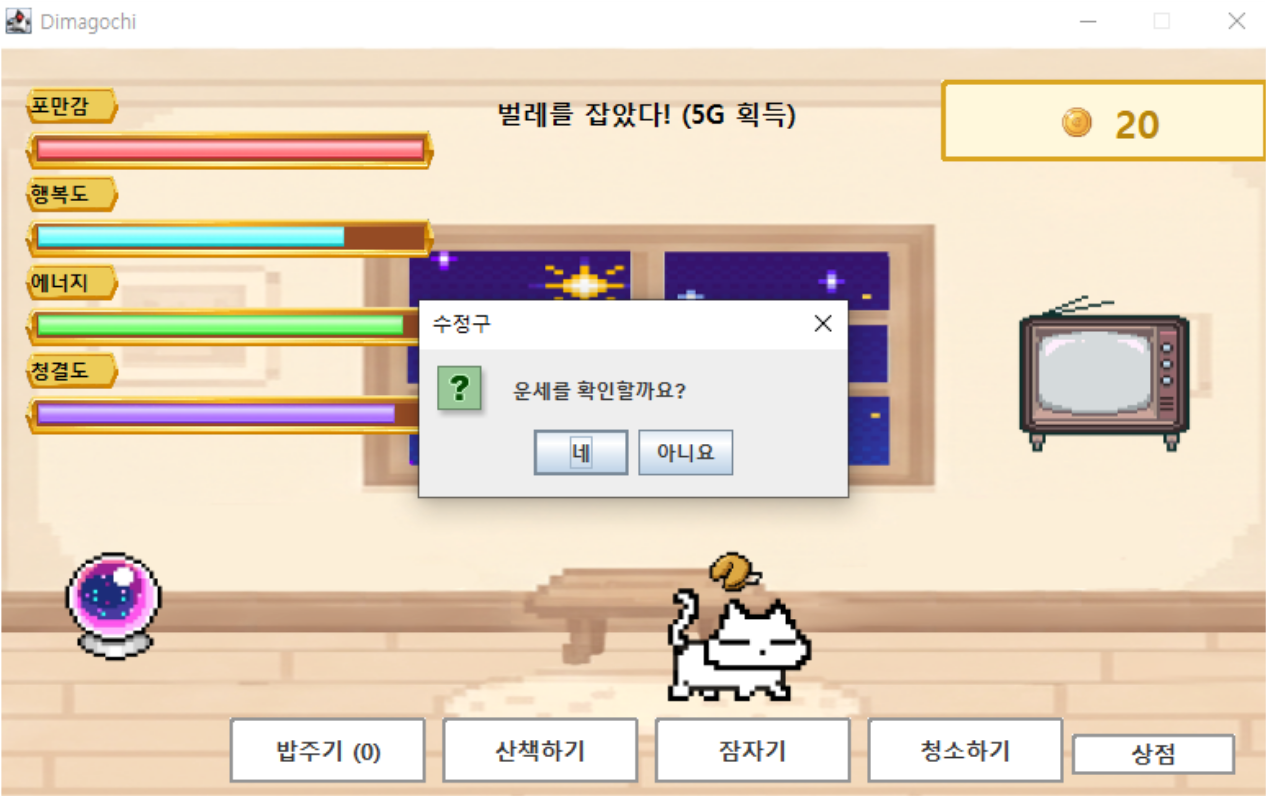 Dimagochi
포만감
벌레를 잡았다! (5G 획득)
20
행복도
에너지
청결도
수정구
?
운세를 확인할까요?
네
아니요
밥주기 (0)
산책하기
잠자기
청소하기
상점